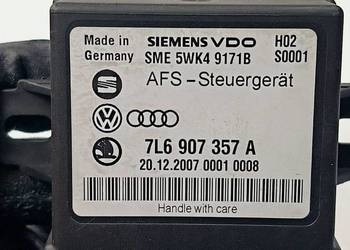 Made in Germany
SIEMENS VDO H02
SME 5WK4 9171B S0001
AFS-Steuergerät
7L6 907 357 A
20.12.2007 0001 0008
Handle with care